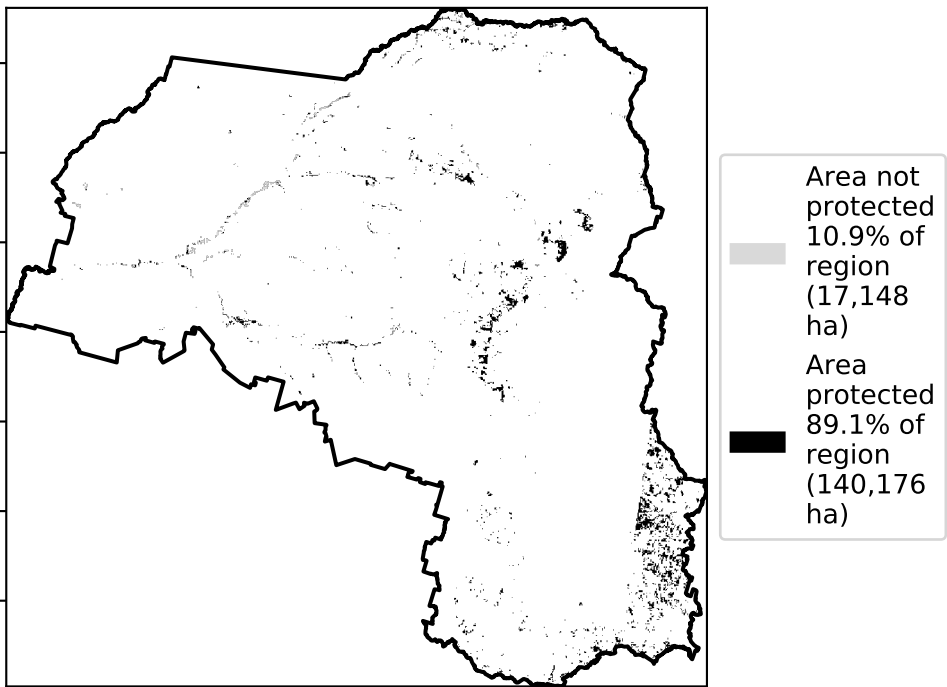 Area not
protected
10.9% of
region
(17,148
ha)
Area
protected
89.1% of
region
(140,176
ha)